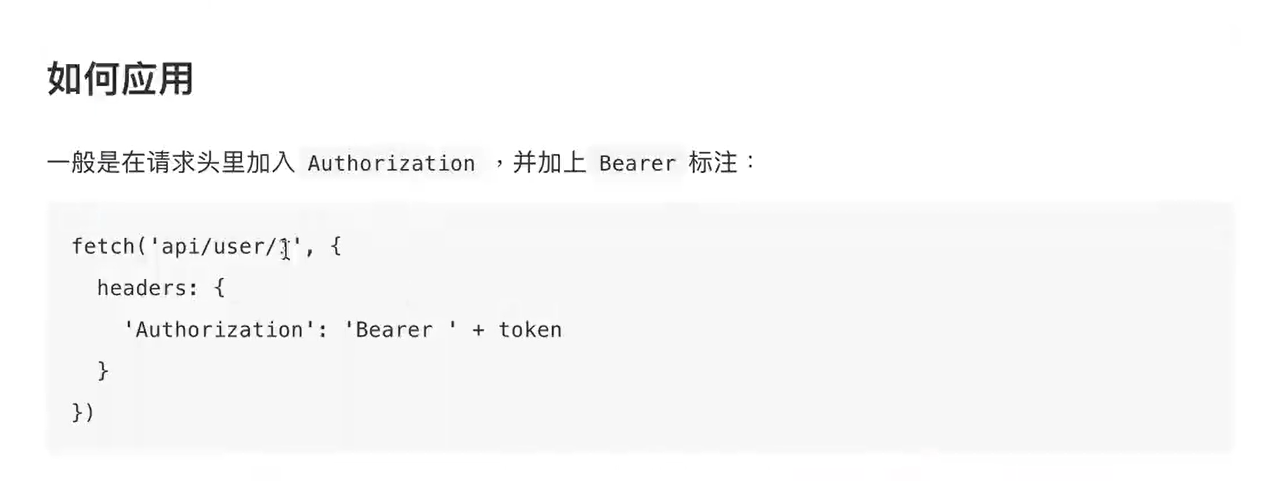 如何应用
一般是在请求头里加入 Authorization ，并加上 Bearer 标注：
fetch('api/user/1', {
  headers: {
    'Authorization': 'Bearer ' + token
  }
})